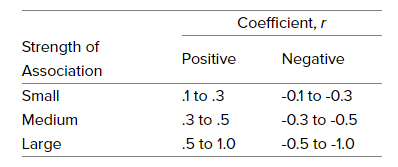 Coefficient, r
Strength of
Association
Positive Negative
Small .1 to .3 -0.1 to -0.3
Medium .3 to .5 -0.3 to -0.5
Large .5 to 1.0 -0.5 to -1.0